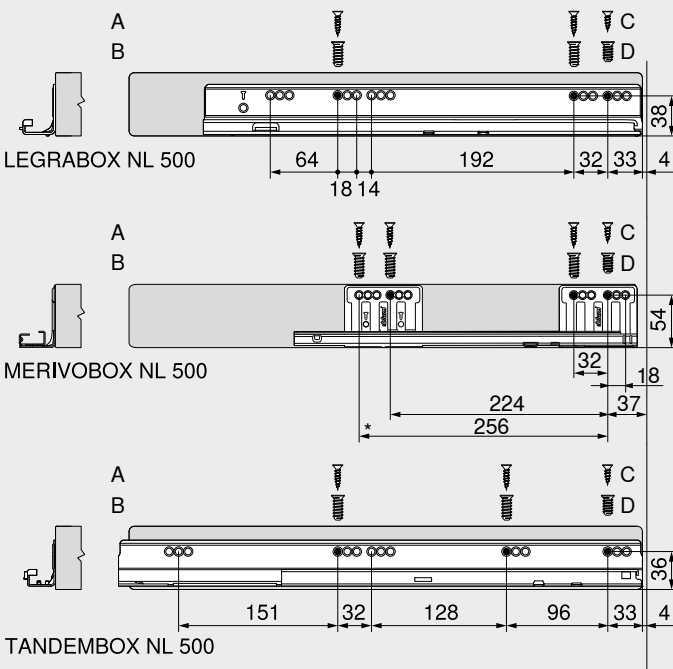 A C
B D
38
LEGRABOX NL 500
64 192 32 33 4
18 14
A C
B D
54
MERIVOBOX NL 500
32
18
224 37
* 256
A C
B D
36
151 32 128 96 33 4
TANDEMBOX NL 500